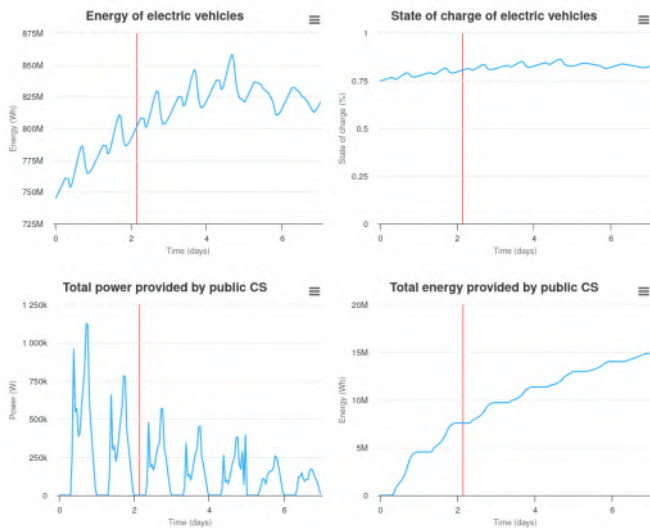 Energy of electric vehicles
Energy (Wh)
875M
850M
825M
800M
775M
750M
725M
0 2 4 6
Time (days)
State of charge of electric vehicles
State of charge (%)
1
0.75
0.5
0.25
0
0 2 4 6
Time (days)
Total power provided by public CS
Power (W)
1 250k
1 000k
750k
500k
250k
0
0 2 4 6
Time (days)
Total energy provided by public CS
Energy (Wh)
20M
15M
10M
5M
0M
0 2 4 6
Time (days)